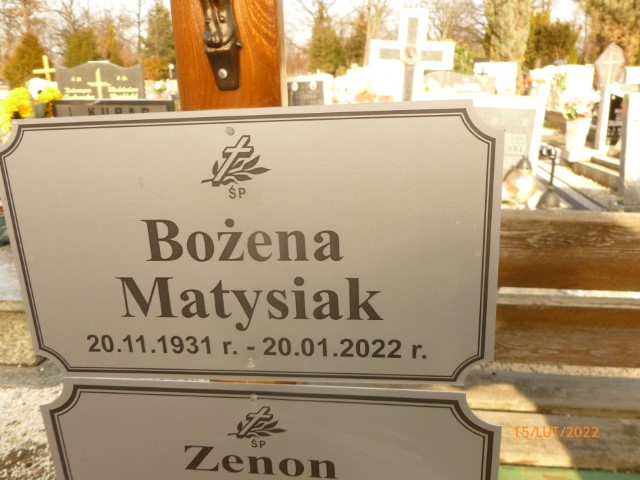 ŚP
Bożena
Matysiak
20.11.1931 r. - 20.01.2022 r.
ŚP
Zenon
15/LUT/2022